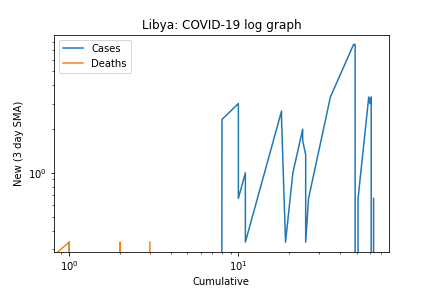 Libya: COVID-19 log graph
Cases
Deaths
New (3 day SMA)
10⁰
10⁰
10¹
Cumulative